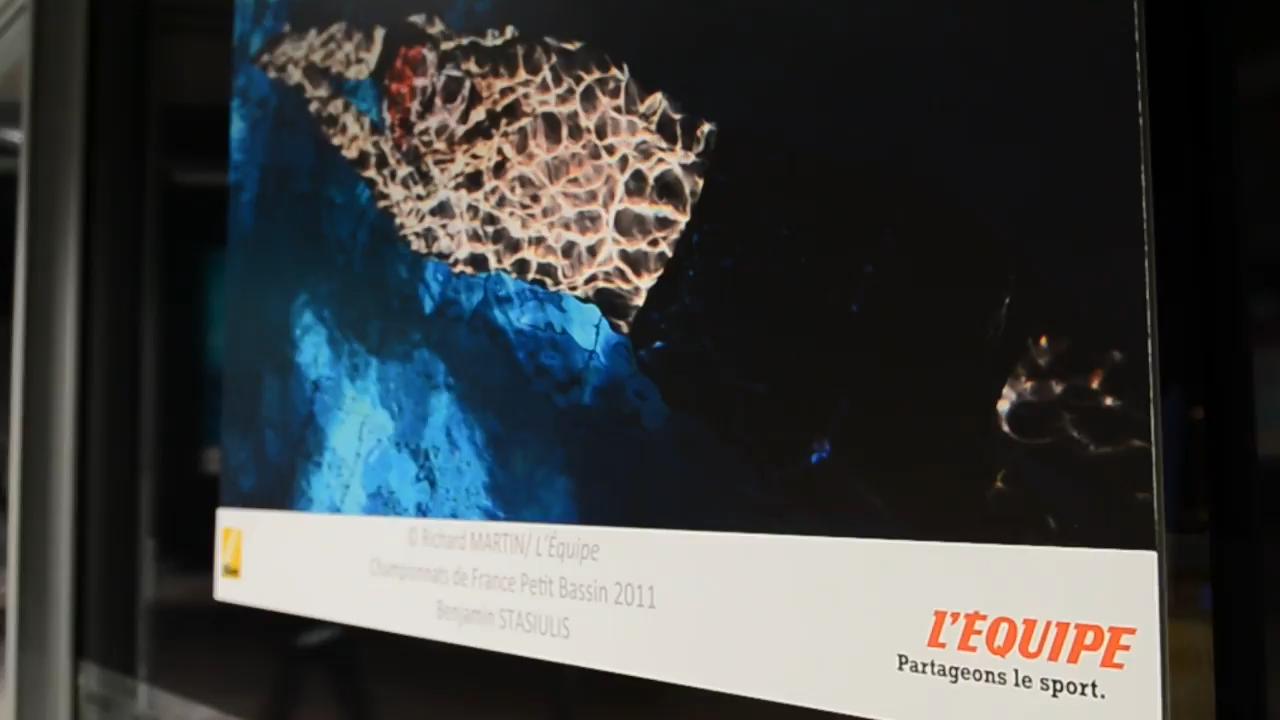 © Richard MARTIN/ L'Équipe
Championnats de France Petit Bassin 2011
Benjamin STASIULIS
L'ÉQUIPE
Partageons le sport.